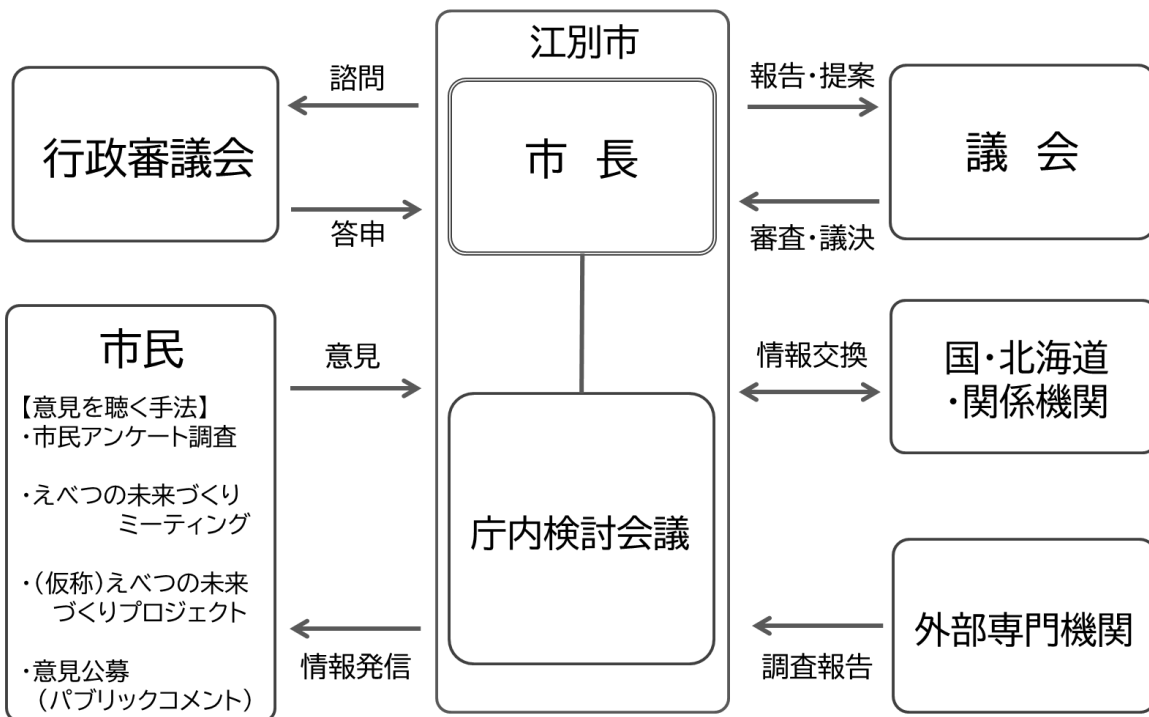 江別市
市 長
庁内検討会議
諮問
行政審議会
答申
報告・提案
議 会
審査・議決
市民
【意見を聴く手法】
・市民アンケート調査
・えべつの未来づくり
ミーティング
・(仮称)えべつの未来
づくりプロジェクト
・意見公募
(パブリックコメント)
意見
情報発信
情報交換
国・北海道
・関係機関
外部専門機関
調査報告